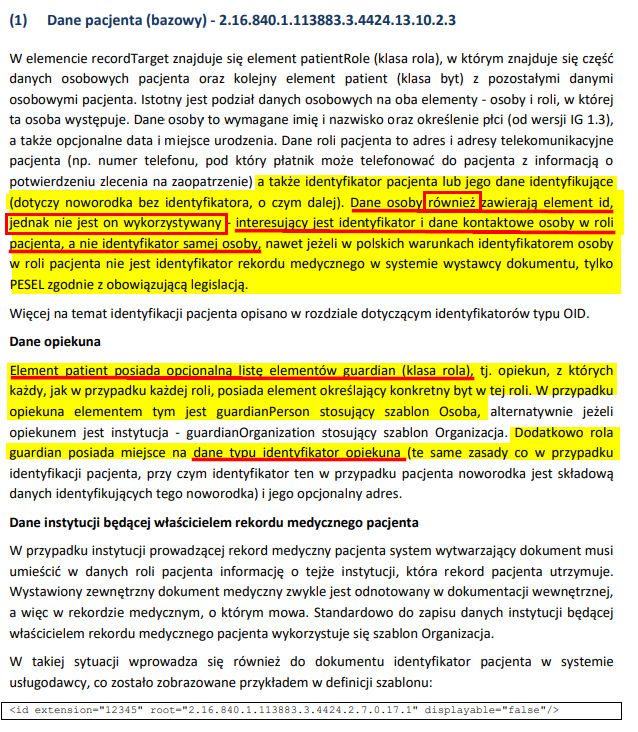 (1) Dane pacjenta (bazowy) - 2.16.840.1.113883.3.4424.13.10.2.3
W elemencie recordTarget znajduje się element patientRole (klasa rola), w którym znajduje się część
danych osobowych pacjenta oraz kolejny element patient (klasa byt) z pozostałymi danymi
osobowymi pacjenta. Istotny jest podział danych osobowych na oba elementy - osoby i roli, w której
ta osoba występuje. Dane osoby to wymagane imię i nazwisko oraz określenie płci (od wersji IG 1.3),
a także opcjonalne data i miejsce urodzenia. Dane roli pacjenta to adres i adresy telekomunikacyjne
pacjenta (np. numer telefonu, pod który płatnik może telefonować do pacjenta z informacją o
potwierdzeniu zlecenia na zaopatrzenie) a także identyfikator pacjenta lub jego dane identyfikujące
(dotyczy noworodka bez identyfikatora, o czym dalej). Dane osoby również zawierają element id,
jednak nie jest on wykorzystywany - interesujący jest identyfikator i dane kontaktowe osoby w roli
pacjenta, a nie identyfikator samej osoby, nawet jeżeli w polskich warunkach identyfikatorem osoby
w roli pacjenta nie jest identyfikator rekordu medycznego w systemie wystawcy dokumentu, tylko
PESEL zgodnie z obowiązującą legislacją.
Więcej na temat identyfikacji pacjenta opisano w rozdziale dotyczącym identyfikatorów typu OID.
Dane opiekuna
Element patient posiada opcjonalną listę elementów guardian (klasa rola), tj. opiekun, z których
każdy, jak w przypadku każdej roli, posiada element określający konkretny byt w tej roli. W przypadku
opiekuna elementem tym jest guardianPerson stosujący szablon Osoba, alternatywnie jeżeli
opiekunem jest instytucja - guardianOrganization stosujący szablon Organizacja. Dodatkowo rola
guardian posiada miejsce na dane typu identyfikator opiekuna (te same zasady co w przypadku
identyfikacji pacjenta, przy czym identyfikator ten w przypadku pacjenta noworodka jest składową
danych identyfikujących tego noworodka) i jego opcjonalny adres.
Dane instytucji będącej właścicielem rekordu medycznego pacjenta
W przypadku instytucji prowadzącej rekord medyczny pacjenta system wytwarzający dokument musi
umieścić w danych roli pacjenta informację o tejże instytucji, która rekord pacjenta utrzymuje.
Wystawiony zewnętrzny dokument medyczny zwykle jest odnotowany w dokumentacji wewnętrznej,
a więc w rekordzie medycznym, o którym mowa. Standardowo do zapisu danych instytucji będącej
właścicielem rekordu medycznego pacjenta wykorzystuje się szablon Organizacja.
W takiej sytuacji wprowadza się również do dokumentu identyfikator pacjenta w systemie
usługodawcy, co zostało zobrazowane przykładem w definicji szablonu:
<id extension="12345" root="2.16.840.1.113883.3.4424.2.7.0.17.1" displayable="false"/>